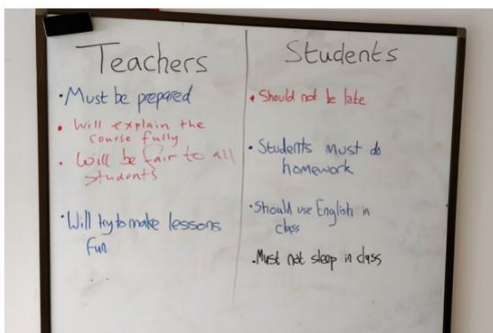 Teachers
• Must be prepared
• Will explain the
course fully
• Will be fair to all
students
• Will try to make lessons
fun
Students
• Should not be late
• Students must do
homework
• Should use English in
class
• Must not sleep in class